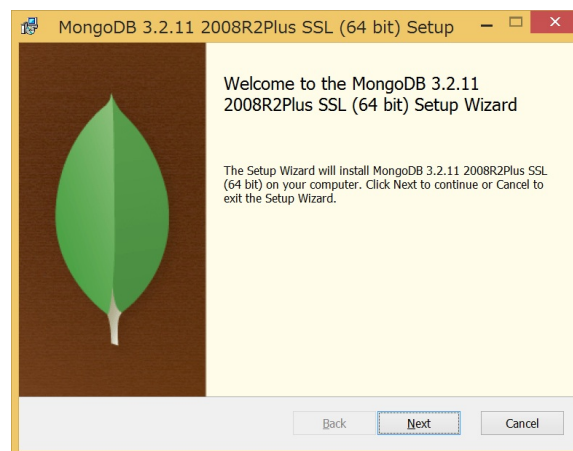 MongoDB 3.2.11 2008R2Plus SSL (64 bit) Setup
Welcome to the MongoDB 3.2.11
2008R2Plus SSL (64 bit) Setup Wizard
The Setup Wizard will install MongoDB 3.2.11 2008R2Plus SSL
(64 bit) on your computer. Click Next to continue or Cancel to
exit the Setup Wizard.
Back Next Cancel